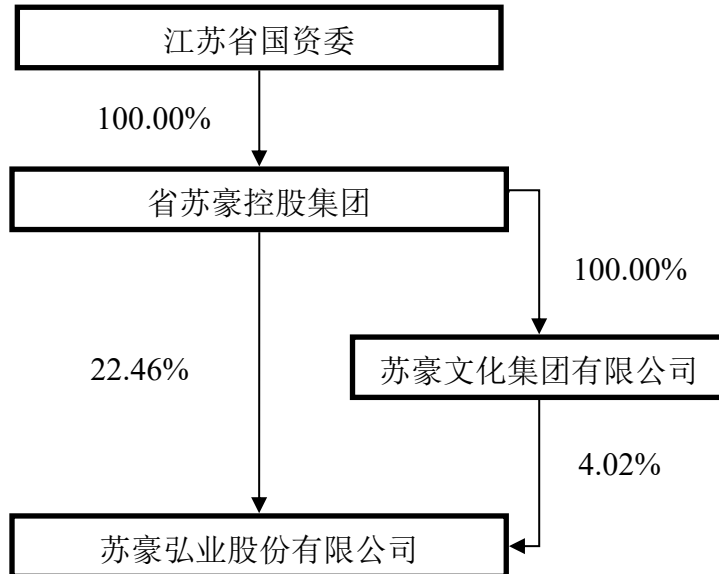 江苏省国资委
100.00%
省苏豪控股集团
100.00%
22.46%
苏豪文化集团有限公司
4.02%
苏豪弘业股份有限公司